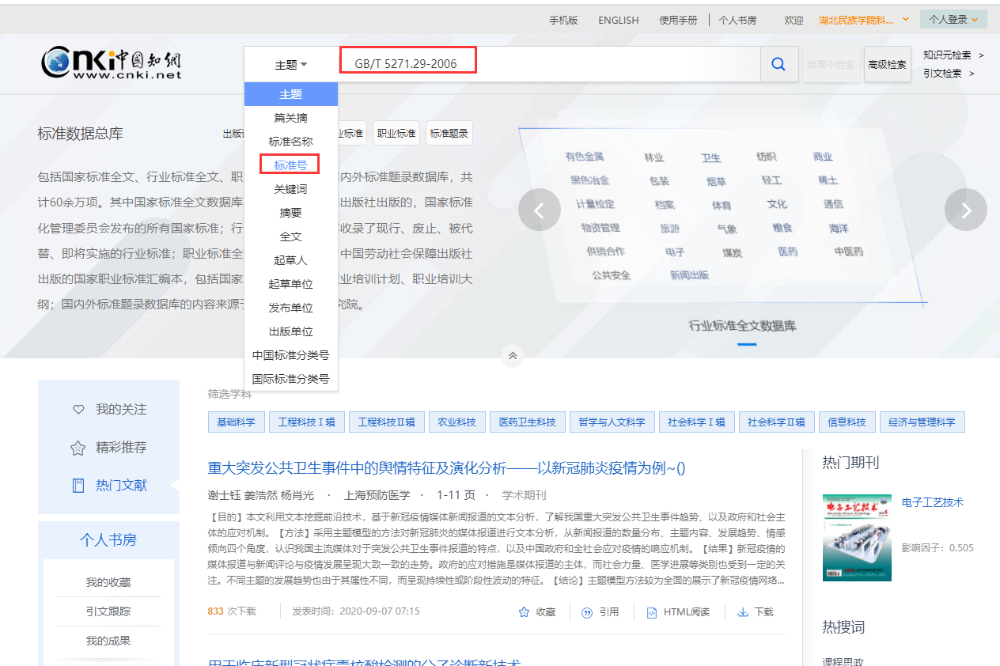 手机版 ENGLISH 使用手册 个人书房 欢迎 湖北民族学院科... 个人登录
cnki中国知网
www.cnki.net
主题 GB/T 5271.29-2006 结果中检索 高级检索
知识元检索 >
引文检索 >
主题
篇关摘
标准名称
标准号
关键词
摘要
全文
起草人
起草单位
发布单位
出版单位
中国标准分类号
国际标准分类号
标准数据总库 出版 业标准 职业标准 标准题录
包括国家标准全文、行业标准全文、职 内外标准题录数据库，共
计60余万项。其中国家标准全文数据库 出版社出版的，国家标准
化管理委员会发布的所有国家标准；行 收录了现行、废止、被代
替、即将实施的行业标准；职业标准全 中国劳动社会保障出版社
出版的国家职业标准汇编本，包括国家 业培训计划、职业培训大
纲；国内外标准题录数据库的内容来源于 究院。
有色金属 林业 卫生 纺织 商业
黑色冶金 包装 烟草 轻工 稀土
计量检定 档案 体育 文化 通信
物资管理 旅游 气象 粮食 海洋
供销合作 电子 煤炭 医药 中医药
公共安全 新闻出版
行业标准全文数据库
我的关注
精彩推荐
热门文献
个人书房
我的收藏
引文跟踪
我的成果
筛选学科
基础科学 工程科技Ⅰ辑 工程科技Ⅱ辑 农业科技 医药卫生科技 哲学与人文科学 社会科学Ⅰ辑 社会科学Ⅱ辑 信息科技 经济与管理科学
重大突发公共卫生事件中的舆情特征及演化分析——以新冠肺炎疫情为例~()
谢士钰 姜浩然 杨肖光 · 上海预防医学 · 1-11 页 · 学术期刊
【目的】本文利用文本挖掘前沿技术，基于新冠疫情媒体新闻报道的文本分析，了解我国重大突发公共卫生事件趋势、以及政府和社会主
体的应对机制。【方法】采用主题模型的方法对新冠肺炎的媒体报道进行文本分析，从新闻报道的数量分布、主题内容、发展趋势、情感
倾向四个角度，认识我国主流媒体对于突发公共卫生事件报道的特点，以及中国政府和全社会应对疫情的响应机制。【结果】新冠疫情的
媒体报道与新闻评论与疫情发展呈现大致一致的走势。政府的应对措施是媒体报道的主体，而社会力量、医学进展等类别也受到一定的关
注。不同主题的发展趋势也由于其属性不同，而呈现持续性或阶段性波动的特征。【结论】主题模型方法较为全面的展示了新冠疫情网络...
833 次下载 发表时间：2020-09-07 07:15 收藏 引用 HTML阅读 下载
用于临床新型冠状病毒核酸检测的分子诊断新技术
热门期刊
电子工艺技术
电子工艺技术
影响因子：0.505
热搜词
课程思政